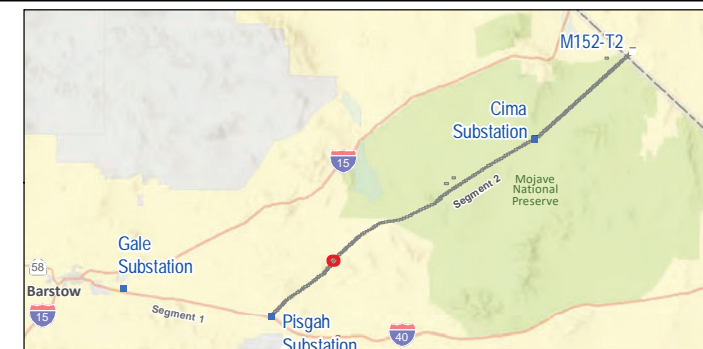 M152-T2
Cima
Substation
15
Segment 2
Mojave
National
Preserve
Gale
Substation
58
Barstow
15
Segment 1
Pisgah
Substation
40